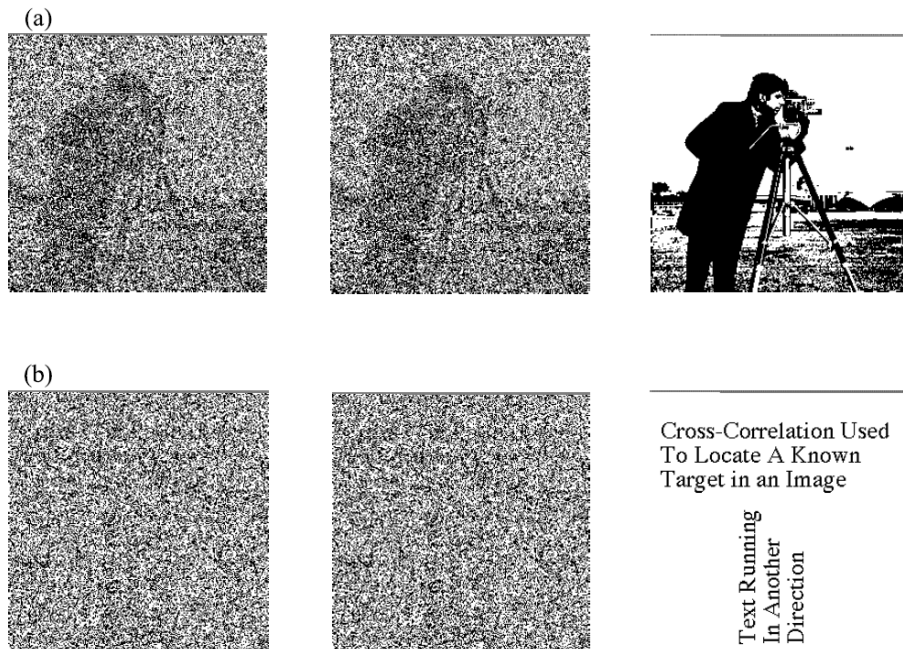 (a)
(b)
Cross-Correlation Used
To Locate A Known
Target in an Image
Text Running
In Another
Direction